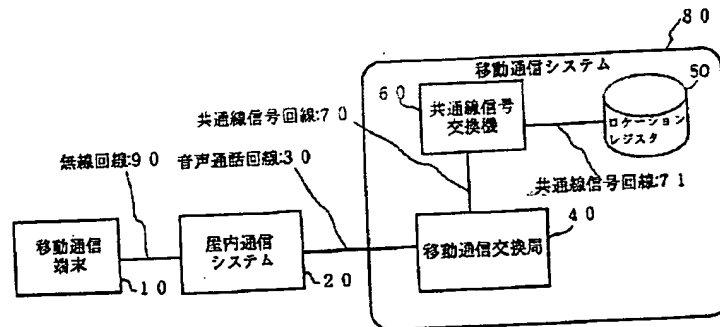 80
移動通信システム
50
60
共通線信号
交換機
ロケーション
レジスタ
共通線信号回線:70
共通線信号回線:71
無線回線:90
音声通話回線:30
40
移動通信
端末
屋内通信
システム
移動通信交換局
10
20